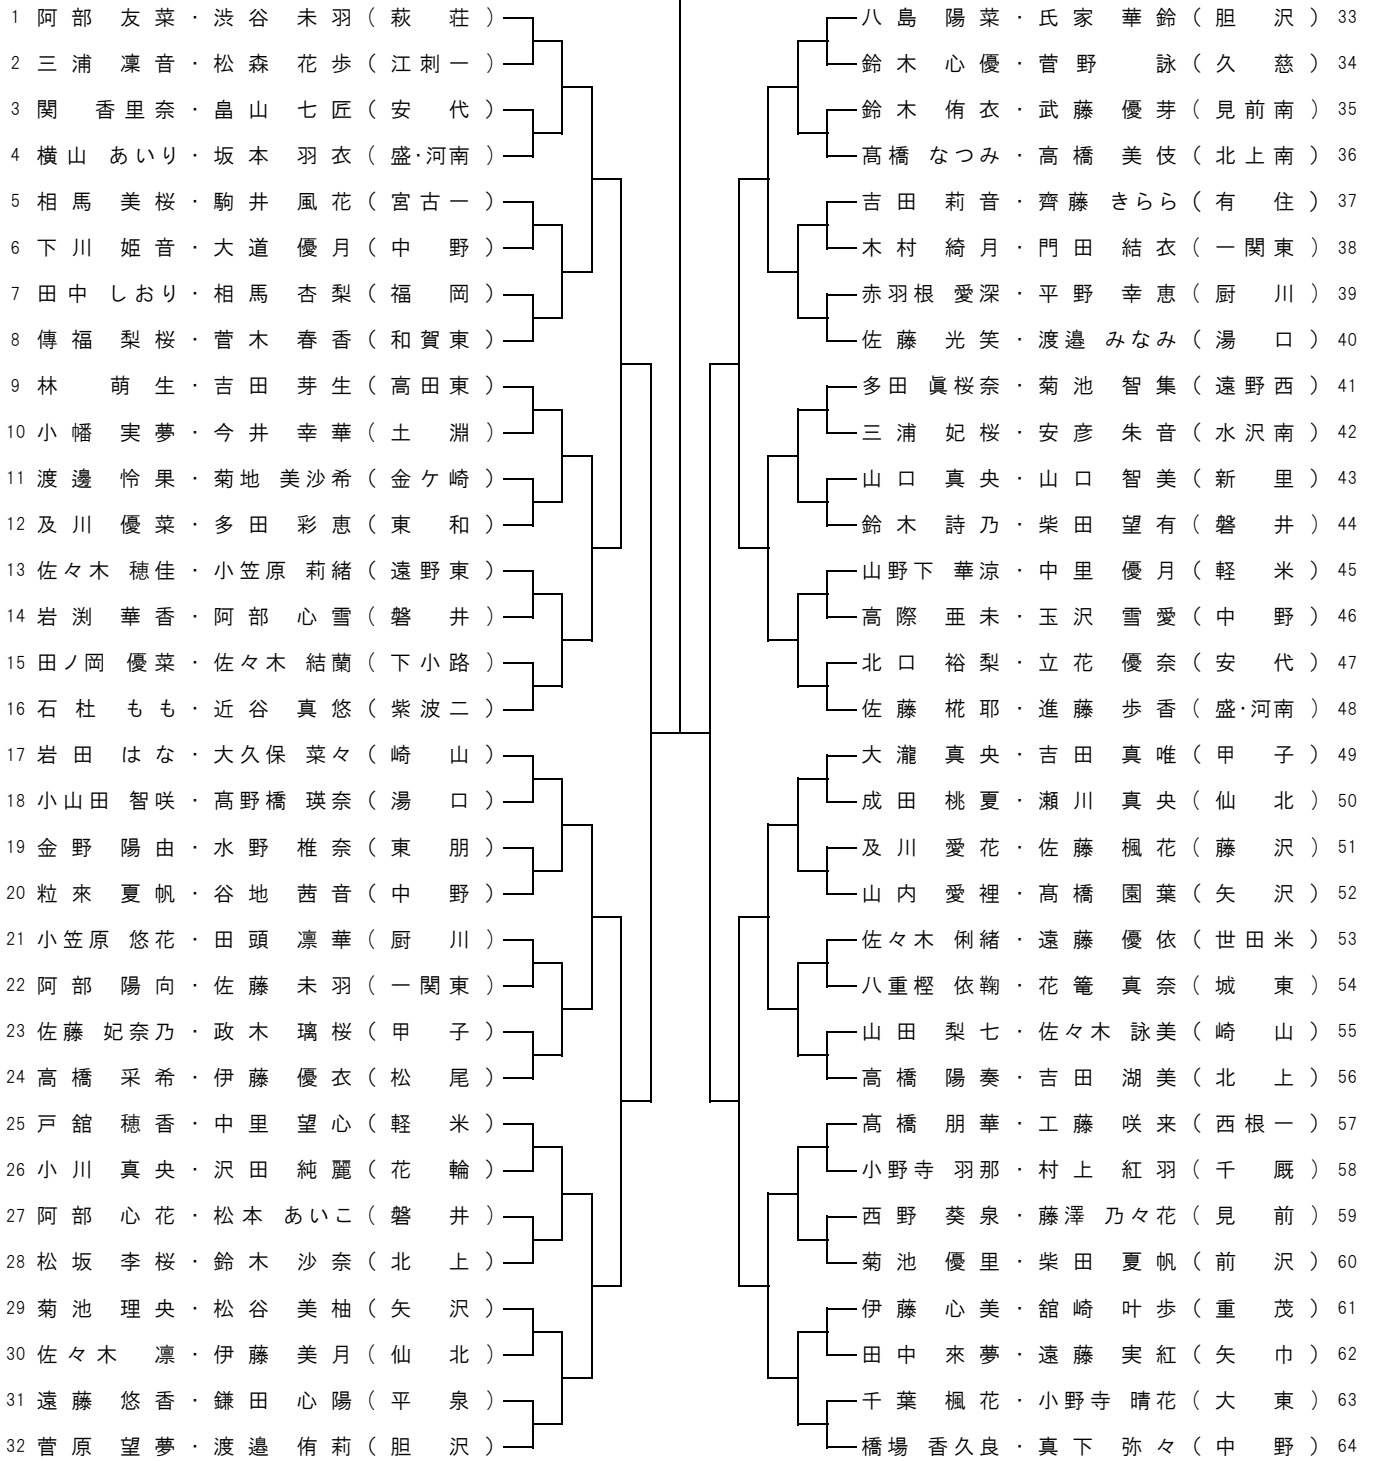 1 阿部 友菜・渋谷 未羽（萩荘）
2 三浦 凜音・松森 花歩（江刺一）
3 関 香里奈・畠山 七匠（安代）
4 横山 あいり・坂本 羽衣（盛･河南）
5 相馬 美桜・駒井 風花（宮古一）
6 下川 姫音・大道 優月（中野）
7 田中 しおり・相馬 杏梨（福岡）
8 傳福 梨桜・菅木 春香（和賀東）
9 林 萌生・吉田 芽生（高田東）
10 小幡 実夢・今井 幸華（土淵）
11 渡邊 怜果・菊地 美沙希（金ケ崎）
12 及川 優菜・多田 彩恵（東和）
13 佐々木 穂佳・小笠原 莉緒（遠野東）
14 岩渕 華香・阿部 心雪（磐井）
15 田ノ岡 優菜・佐々木 結蘭（下小路）
16 石杜 もも・近谷 真悠（紫波二）
17 岩田 はな・大久保 菜々（崎山）
18 小山田 智咲・髙野橋 瑛奈（湯口）
19 金野 陽由・水野 椎奈（東朋）
20 粒來 夏帆・谷地 茜音（中野）
21 小笠原 悠花・田頭 凛華（厨川）
22 阿部 陽向・佐藤 未羽（一関東）
23 佐藤 妃奈乃・政木 璃桜（甲子）
24 高橋 采希・伊藤 優衣（松尾）
25 戸舘 穂香・中里 望心（軽米）
26 小川 真央・沢田 純麗（花輪）
27 阿部 心花・松本 あいこ（磐井）
28 松坂 李桜・鈴木 沙奈（北上）
29 菊池 理央・松谷 美柚（矢沢）
30 佐々木 凛・伊藤 美月（仙北）
31 遠藤 悠香・鎌田 心陽（平泉）
32 菅原 望夢・渡邉 侑莉（胆沢）
八島 陽菜・氏家 華鈴（胆沢）33
鈴木 心優・菅野 詠（久慈）34
鈴木 侑衣・武藤 優芽（見前南）35
髙橋 なつみ・高橋 美伎（北上南）36
吉田 莉音・齊藤 きらら（有住）37
木村 綺月・門田 結衣（一関東）38
赤羽根 愛深・平野 幸恵（厨川）39
佐藤 光笑・渡邉 みなみ（湯口）40
多田 眞桜奈・菊池 智集（遠野西）41
三浦 妃桜・安彦 朱音（水沢南）42
山口 真央・山口 智美（新里）43
鈴木 詩乃・柴田 望有（磐井）44
山野下 華涼・中里 優月（軽米）45
高際 亜未・玉沢 雪愛（中野）46
北口 裕梨・立花 優奈（安代）47
佐藤 椛耶・進藤 歩香（盛･河南）48
大瀧 真央・吉田 真唯（甲子）49
成田 桃夏・瀬川 真央（仙北）50
及川 愛花・佐藤 楓花（藤沢）51
山内 愛裡・髙橋 園葉（矢沢）52
佐々木 俐緒・遠藤 優依（世田米）53
八重樫 依鞠・花篭 真奈（城東）54
山田 梨七・佐々木 詠美（崎山）55
高橋 陽奏・吉田 湖美（北上）56
髙橋 朋華・工藤 咲来（西根一）57
小野寺 羽那・村上 紅羽（千厩）58
西野 葵泉・藤澤 乃々花（見前）59
菊池 優里・柴田 夏帆（前沢）60
伊藤 心美・舘崎 叶歩（重茂）61
田中 來夢・遠藤 実紅（矢巾）62
千葉 楓花・小野寺 晴花（大東）63
橋場 香久良・真下 弥々（中野）64